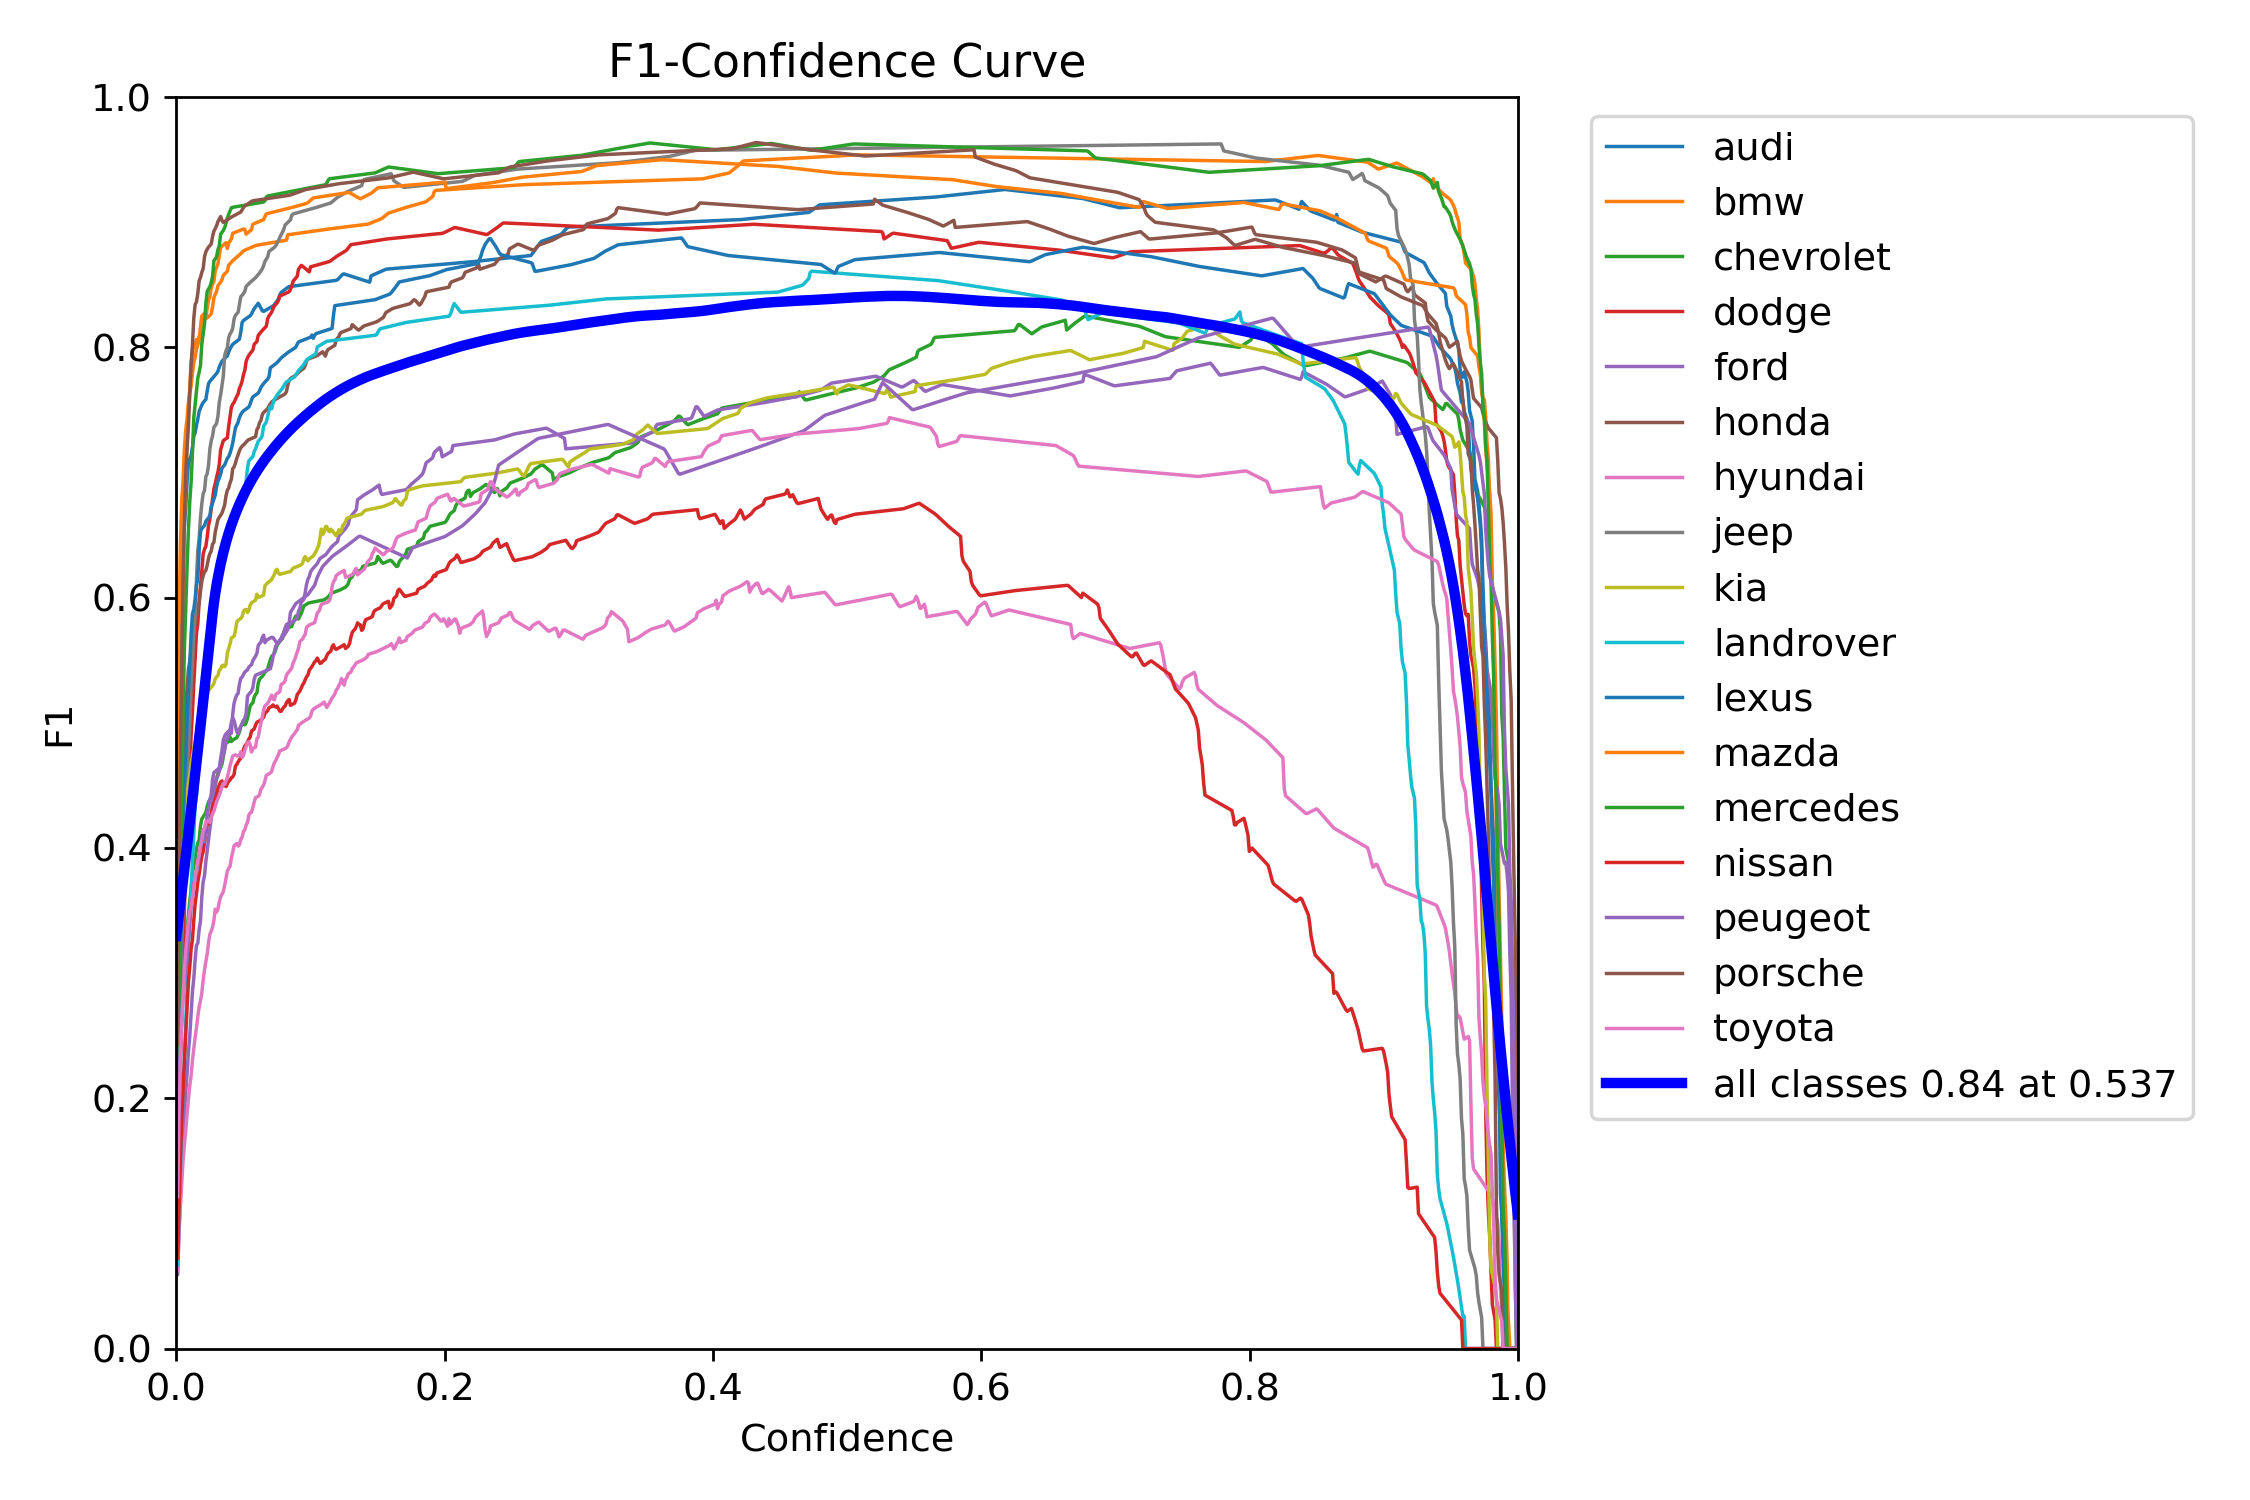 F1-Confidence Curve
1.0
0.8
0.6
0.4
0.2
0.0
F1
0.0 0.2 0.4 0.6 0.8 1.0
Confidence
audi
bmw
chevrolet
dodge
ford
honda
hyundai
jeep
kia
landrover
lexus
mazda
mercedes
nissan
peugeot
porsche
toyota
all classes 0.84 at 0.537